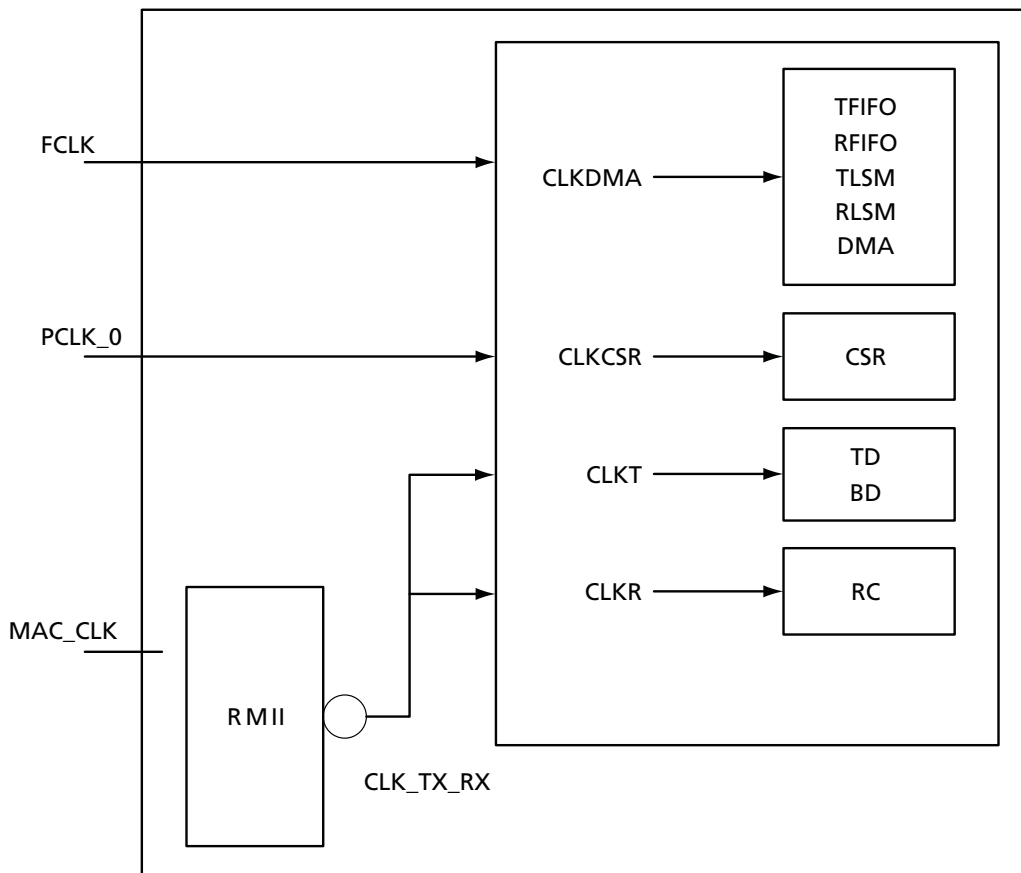 FCLK
PCLK_0
MAC_CLK
RMII
CLK_TX_RX
CLKDMA
TFIFO
RFIFO
TLSM
RLSM
DMA
CLKCSR
CSR
CLKT
TD
BD
CLKR
RC